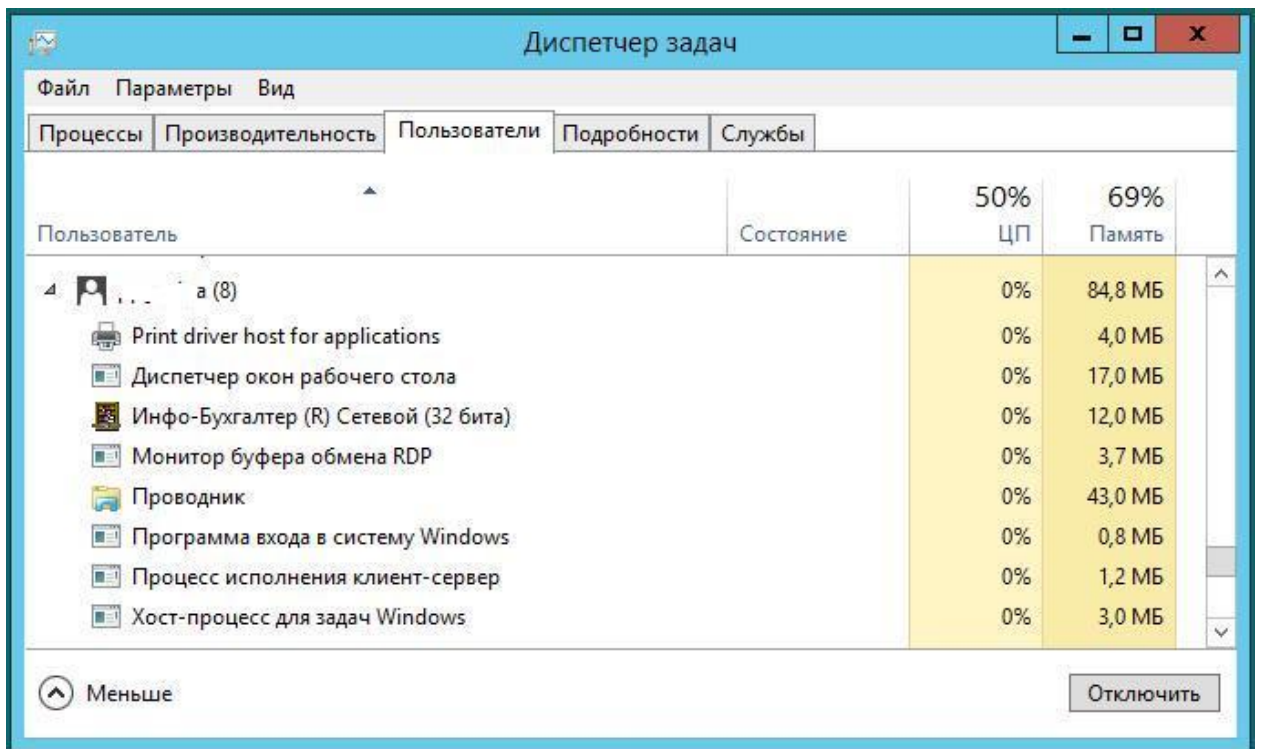 Диспетчер задач
Файл Параметры Вид
Процессы Производительность Пользователи Подробности Службы
50% 69%
Пользователь Состояние ЦП Память
а (8) 0% 84,8 МБ
Print driver host for applications 0% 4,0 МБ
Диспетчер окон рабочего стола 0% 17,0 МБ
Инфо-Бухгалтер (R) Сетевой (32 бита) 0% 12,0 МБ
Монитор буфера обмена RDP 0% 3,7 МБ
Проводник 0% 43,0 МБ
Программа входа в систему Windows 0% 0,8 МБ
Процесс исполнения клиент-сервер 0% 1,2 МБ
Хост-процесс для задач Windows 0% 3,0 МБ
Меньше Отключить